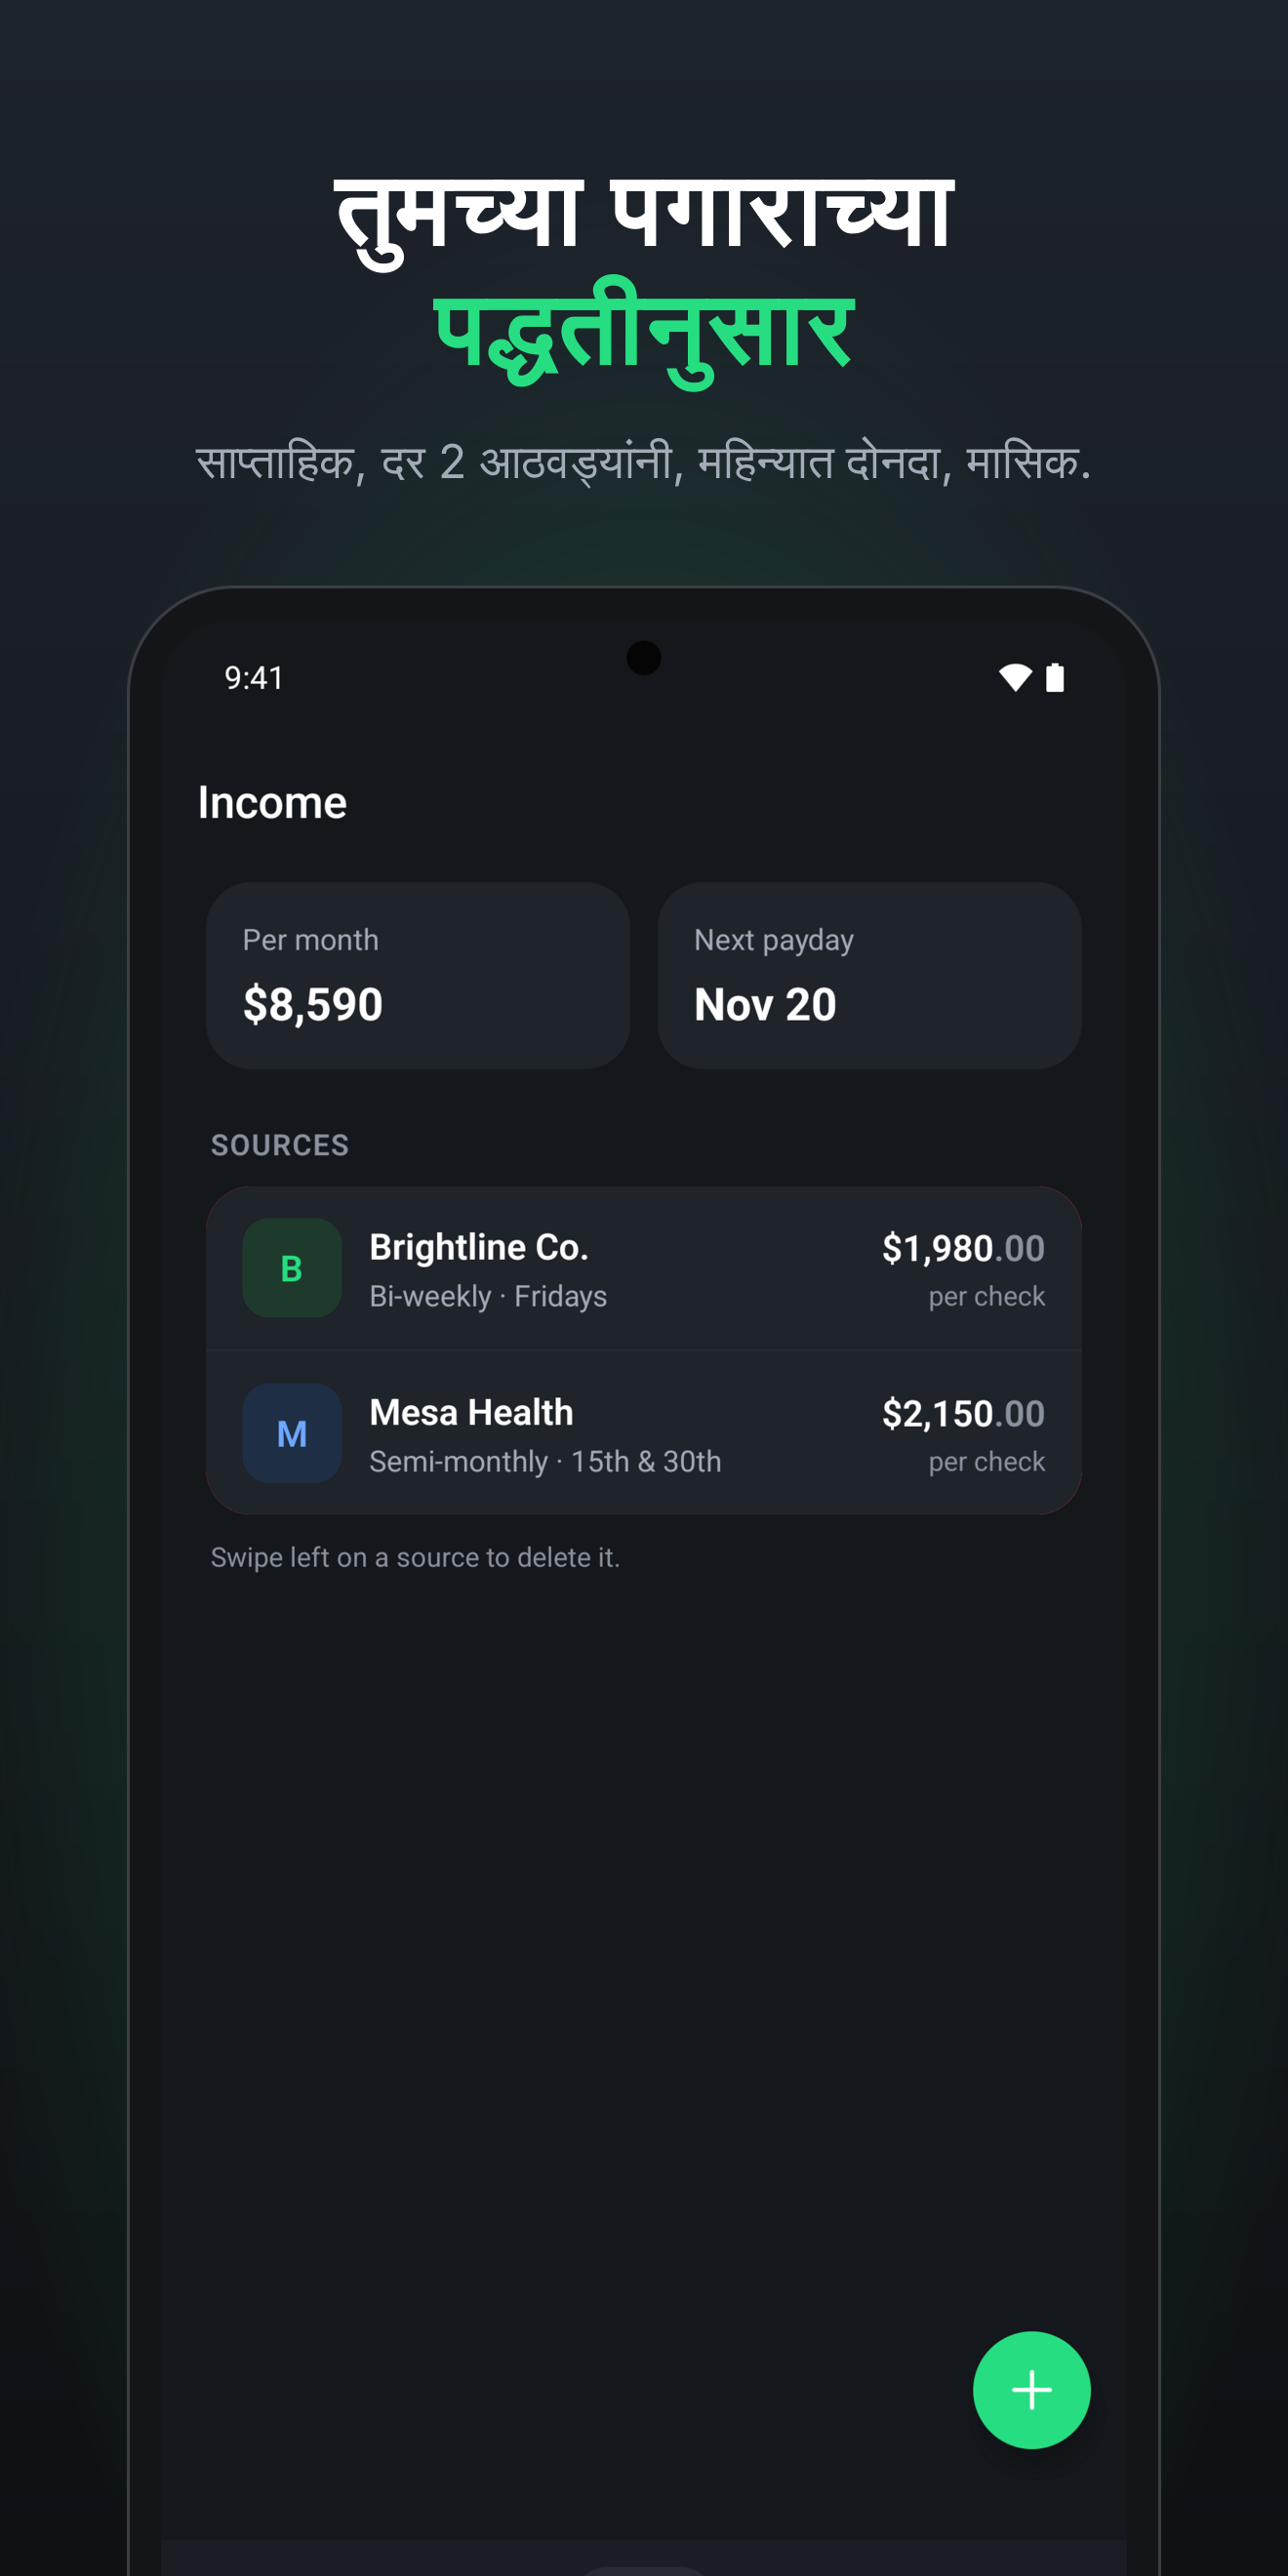 तुमच्या पगाराच्या
पद्धतीनुसार
साप्ताहिक, दर 2 आठवड्यांनी, महिन्यात दोनदा, मासिक.
9:41
Income
Per month
$8,590
Next payday
Nov 20
SOURCES
B
Brightline Co.
$1,980.00
Bi-weekly · Fridays
per check
M
Mesa Health
$2,150.00
Semi-monthly · 15th & 30th
per check
Swipe left on a source to delete it.